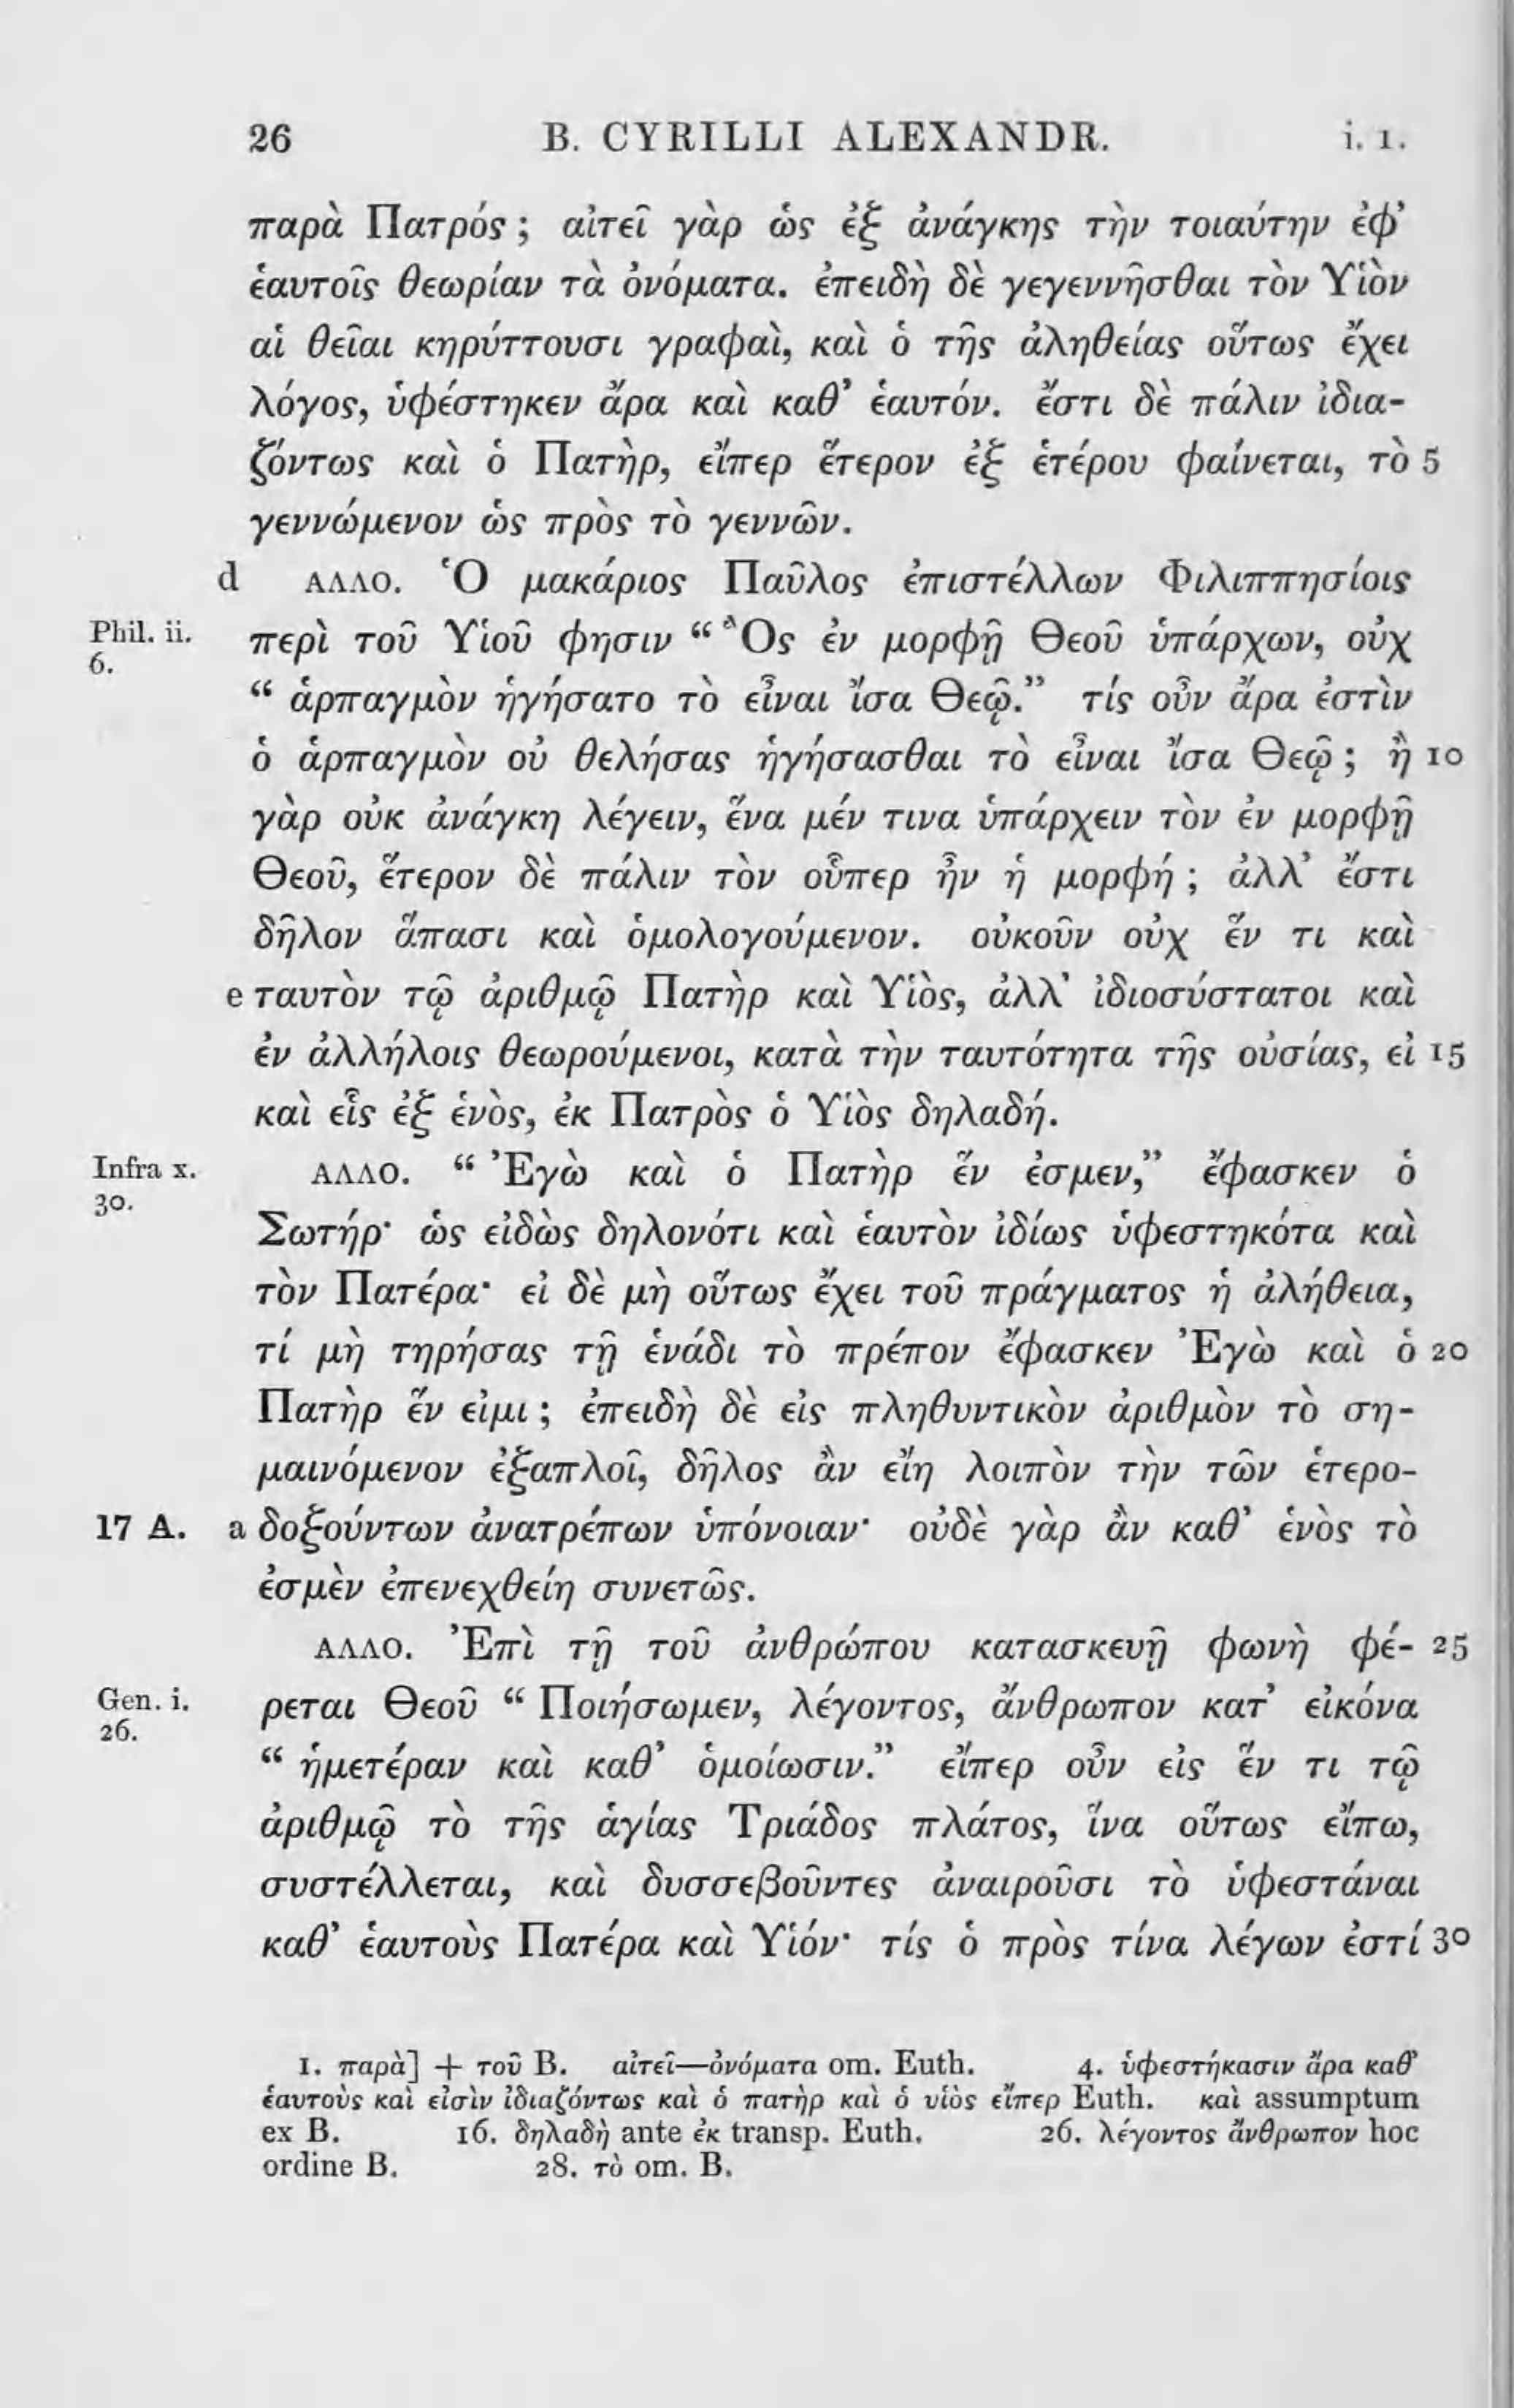 26 B. CYRILLI ALEXANDR. i. 1.
παρὰ Πατρός ; αἰτεῖ γὰρ ὡς ἐξ ἀνάγκης τὴν τοιαύτην ἐφ’
ἑαυτοῖς θεωρίαν τὰ ὀνόματα. ἐπειδὴ δὲ γεγεννῆσθαι τὸν Υἱὸν
αἱ θεῖαι κηρύττουσι γραφαὶ, καὶ ὁ τῆς ἀληθείας οὕτως ἔχει
λόγος, ὑφέστηκεν ἄρα καὶ καθ’ ἑαυτόν. ἔστι δὲ πάλιν ἰδια-
ζόντως καὶ ὁ Πατὴρ, εἴπερ ἕτερον ἐξ ἑτέρου φαίνεται, τὸ 5
γεννώμενον ὡς πρὸς τὸ γεννῶν.
d ΑΛΛΟ. Ὁ μακάριος Παῦλος ἐπιστέλλων Φιλιππησίοις
Phil. ii. περὶ τοῦ Υἱοῦ φησιν “ Ὃς ἐν μορφῇ Θεοῦ ὑπάρχων, οὐχ
6.
“ ἁρπαγμὸν ἡγήσατο τὸ εἶναι ἴσα Θεῷ.” τίς οὖν ἄρα ἐστὶν
ὁ ἁρπαγμὸν οὐ θελήσας ἡγήσασθαι τὸ εἶναι ἴσα Θεῷ ; ἢ 10
γὰρ οὐκ ἀνάγκη λέγειν, ἕνα μέν τινα ὑπάρχειν τὸν ἐν μορφῇ
Θεοῦ, ἕτερον δὲ πάλιν τὸν οὗπερ ἦν ἡ μορφή ; ἀλλ’ ἔστι
δῆλον ἅπασι καὶ ὁμολογούμενον. οὐκοῦν οὐχ ἕν τι καὶ
e ταυτὸν τῷ ἀριθμῷ Πατὴρ καὶ Υἱὸς, ἀλλ’ ἰδιοσύστατοι καὶ
ἐν ἀλλήλοις θεωρούμενοι, κατὰ τὴν ταυτότητα τῆς οὐσίας, εἰ 15
καὶ εἷς ἐξ ἑνὸς, ἐκ Πατρὸς ὁ Υἱὸς δηλαδή.
Infra x. ΑΛΛΟ. “ Ἐγὼ καὶ ὁ Πατὴρ ἕν ἐσμεν,” ἔφασκεν ὁ
30.
Σωτήρ· ὡς εἰδὼς δηλονότι καὶ ἑαυτὸν ἰδίως ὑφεστηκότα καὶ
τὸν Πατέρα· εἰ δὲ μὴ οὕτως ἔχει τοῦ πράγματος ἡ ἀλήθεια,
τί μὴ τηρήσας τῇ ἑνάδι τὸ πρέπον ἔφασκεν Ἐγὼ καὶ ὁ 20
Πατὴρ ἕν εἰμι ; ἐπειδὴ δὲ εἰς πληθυντικὸν ἀριθμὸν τὸ ση-
μαινόμενον ἐξαπλοῖ, δῆλος ἂν εἴη λοιπὸν τὴν τῶν ἑτερο-
17 A. a δοξούντων ἀνατρέπων ὑπόνοιαν· οὐδὲ γὰρ ἂν καθ’ ἑνὸς τὸ
ἐσμὲν ἐπενεχθείη συνετῶς.
ΑΛΛΟ. Ἐπὶ τῇ τοῦ ἀνθρώπου κατασκευῇ φωνὴ φέ- 25
Gen. i. ρεται Θεοῦ “ Ποιήσωμεν, λέγοντος, ἄνθρωπον κατ’ εἰκόνα
26.
“ ἡμετέραν καὶ καθ’ ὁμοίωσιν.” εἴπερ οὖν εἰς ἕν τι τῷ
ἀριθμῷ τὸ τῆς ἁγίας Τριάδος πλάτος, ἵνα οὕτως εἴπω,
συστέλλεται, καὶ δυσσεβοῦντες ἀναιροῦσι τὸ ὑφεστάναι
καθ’ ἑαυτοὺς Πατέρα καὶ Υἱόν· τίς ὁ πρὸς τίνα λέγων ἐστί 30
1. παρὰ] + τοῦ B. αἰτεῖ—ὀνόματα om. Euth. 4. ὑφεστήκασιν ἄρα καθ’
ἑαυτοὺς καὶ εἰσὶν ἰδιαζόντως καὶ ὁ πατὴρ καὶ ὁ υἱὸς εἴπερ Euth. καὶ assumptum
ex B. 16. δηλαδὴ ante ἐκ transp. Euth. 26. λέγοντος ἄνθρωπον hoc
ordine B. 28. τὸ om. B.